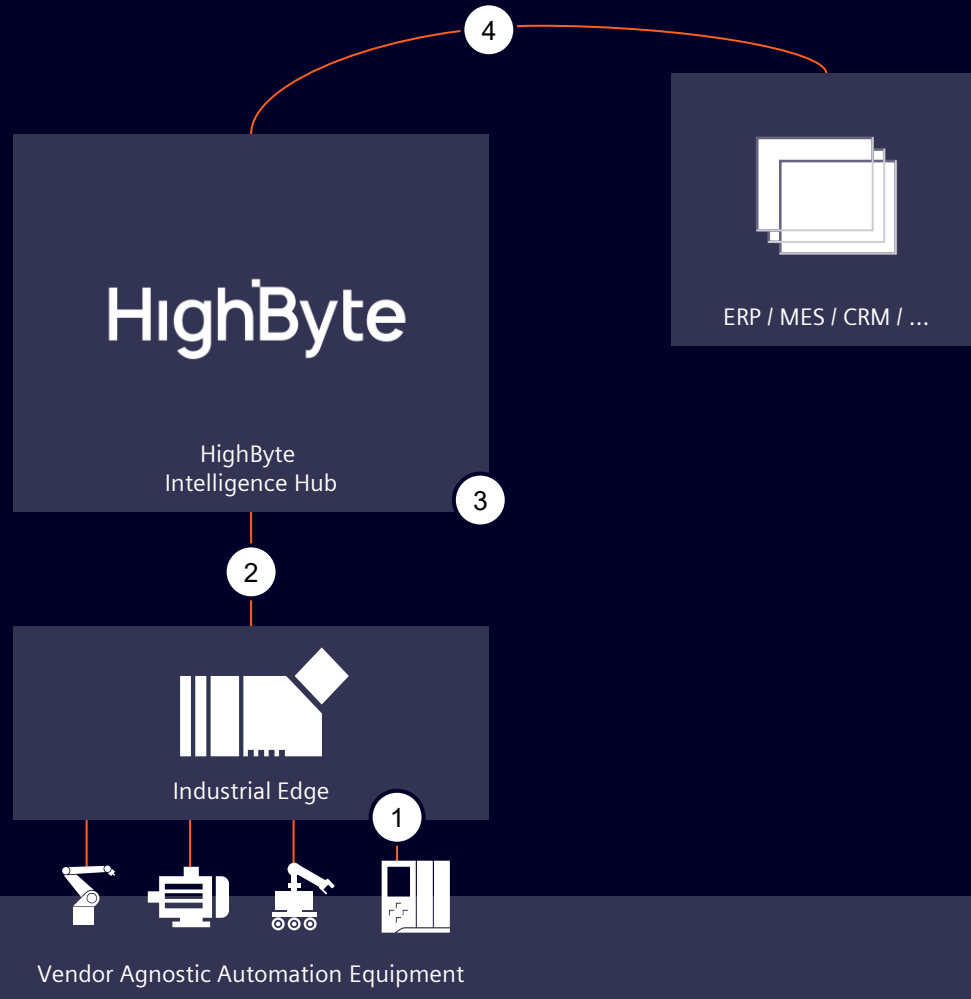 4
HighByte
ERP / MES / CRM / ...
HighByte
Intelligence Hub
3
2
Industrial Edge
1
Vendor Agnostic Automation Equipment